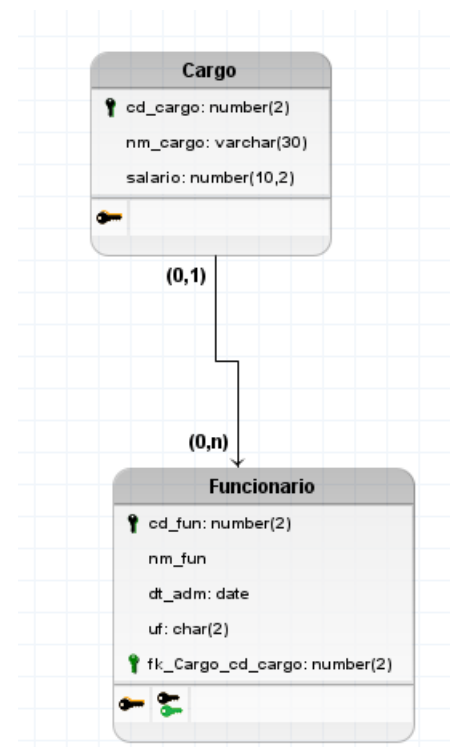 Cargo
cd_cargo: number(2)
nm_cargo: varchar(30)
salario: number(10,2)
(0,1)
(0,n)
Funcionario
cd_fun: number(2)
nm_fun
dt_adm: date
uf: char(2)
fk_Cargo_cd_cargo: number(2)